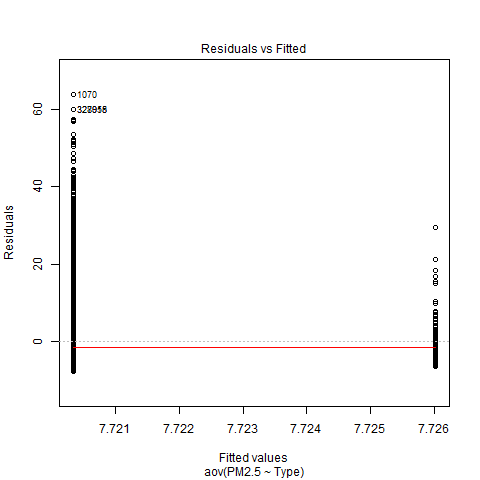 Residuals vs Fitted
1070
60
40
20
0
Residuals
7.721
7.722
7.723
7.724
7.725
7.726
Fitted values
aov(PM2.5 ~ Type)